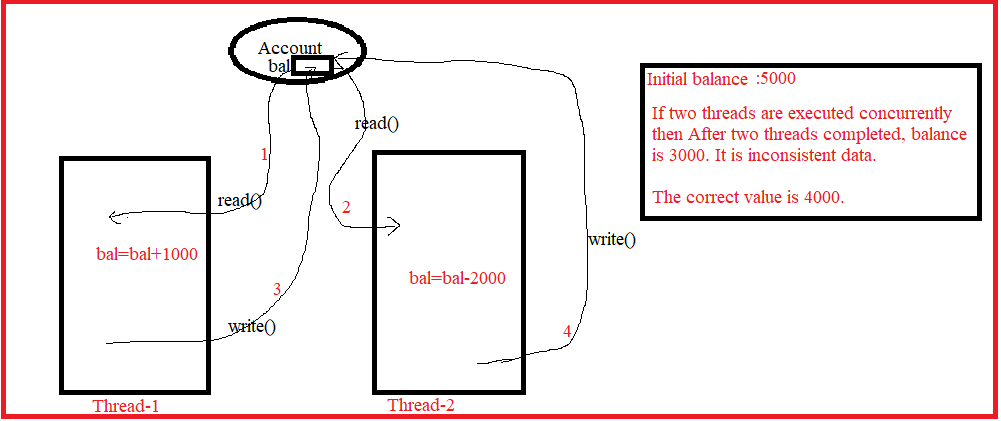 Account
bal
read()
1
read()
2
bal=bal+1000
3
write()
Thread-1
bal=bal-2000
4
write()
Thread-2
Initial balance :5000
If two threads are executed concurrently
then After two threads completed, balance
is 3000. It is inconsistent data.
The correct value is 4000.